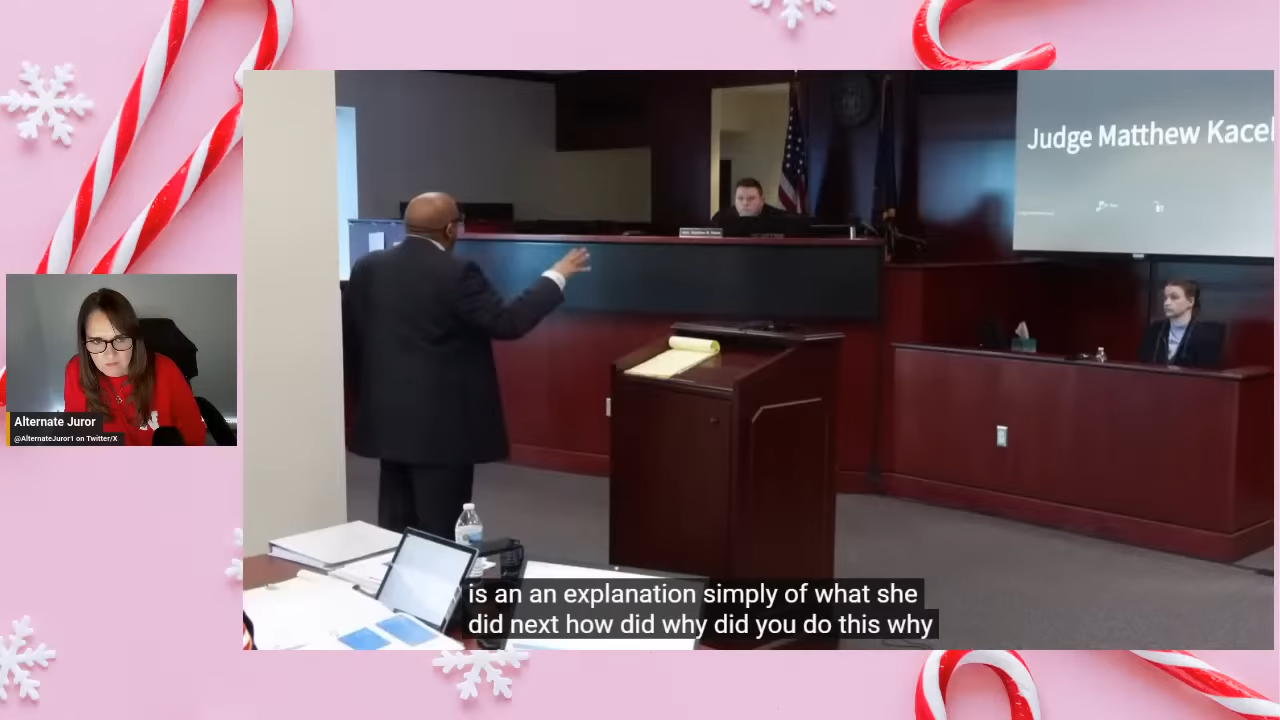 Judge Matthew Kacel
Alternate Juror
@AlternateJuror1 on Twitter/X
is an an explanation simply of what she
did next how did why did you do this why